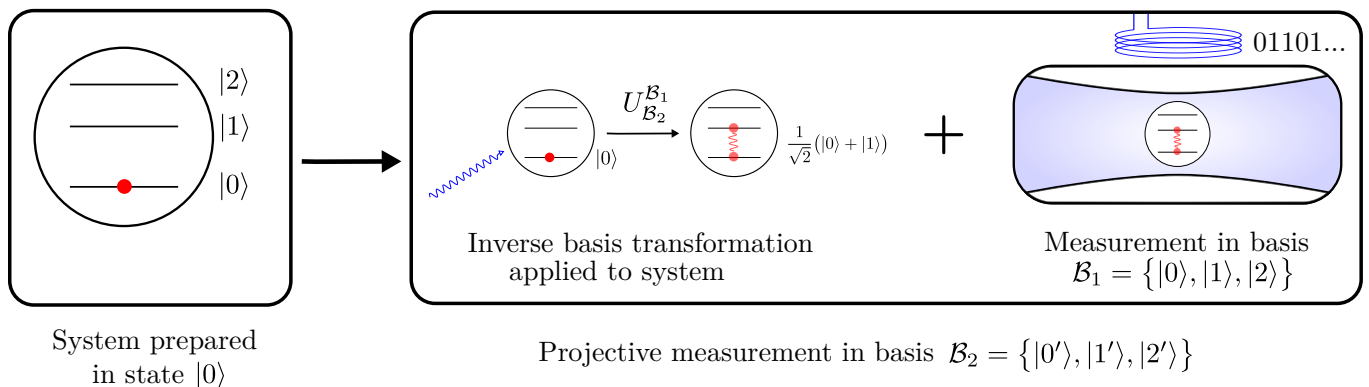 |2⟩
|1⟩
|0⟩
System prepared
in state |0⟩
|0⟩
U^{B_1}_{B_2}
1/√2 (|0⟩ + |1⟩)
+
01101...
Inverse basis transformation
applied to system
Measurement in basis
B_1 = {|0⟩, |1⟩, |2⟩}
Projective measurement in basis B_2 = {|0′⟩, |1′⟩, |2′⟩}